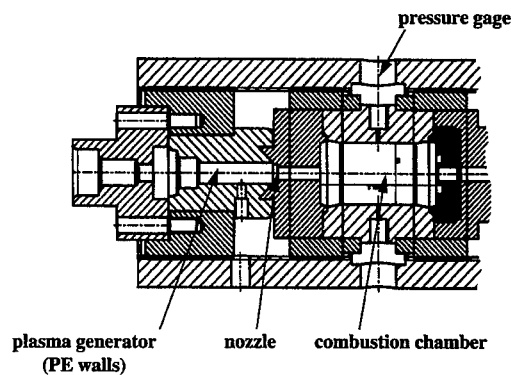 pressure gage
plasma generator
(PE walls)
nozzle
combustion chamber